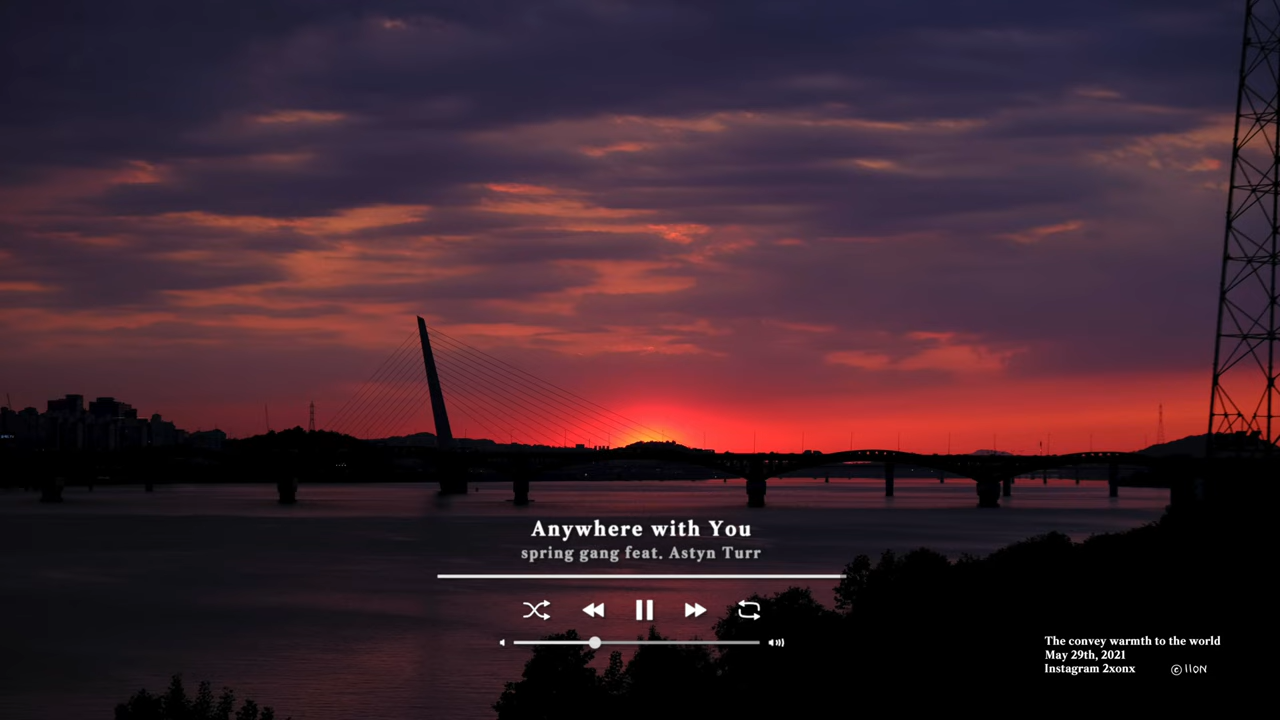 Anywhere with You
spring gang feat. Astyn Turr
The convey warmth to the world
May 29th, 2021
Instagram 2xonx
© llON